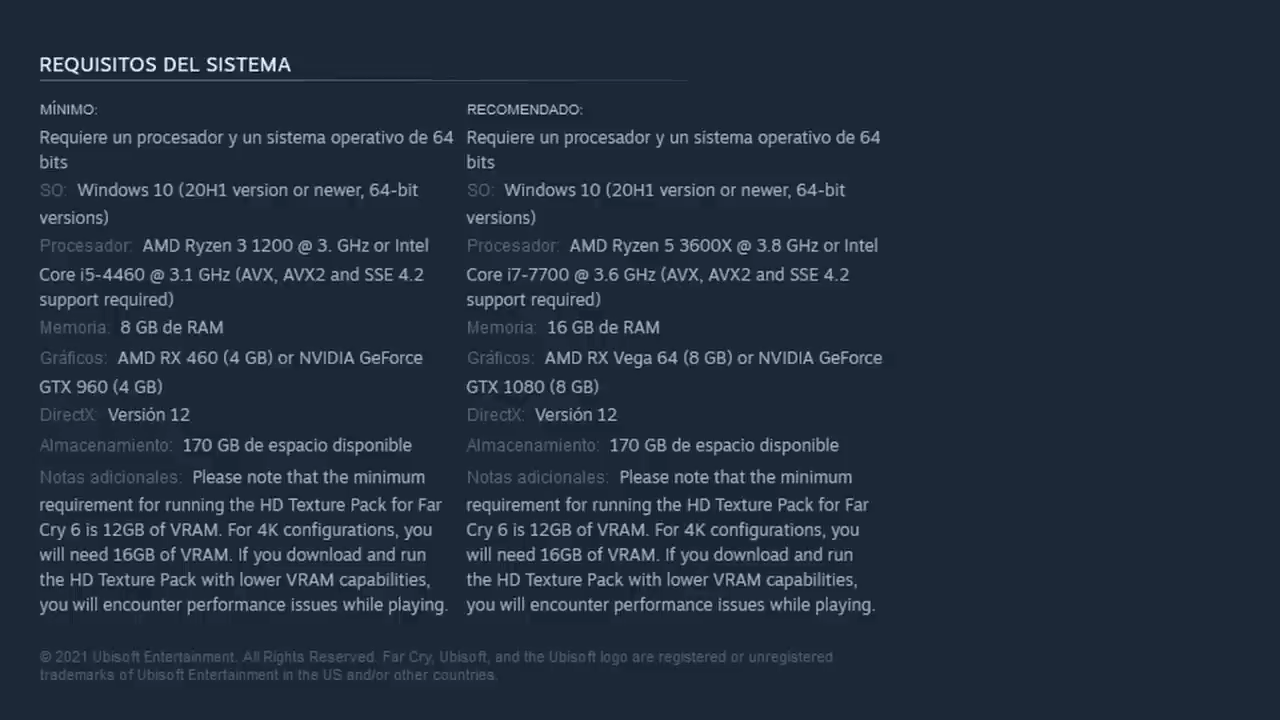 REQUISITOS DEL SISTEMA
MÍNIMO:
Requiere un procesador y un sistema operativo de 64
bits
SO: Windows 10 (20H1 version or newer, 64-bit
versions)
Procesador: AMD Ryzen 3 1200 @ 3. GHz or Intel
Core i5-4460 @ 3.1 GHz (AVX, AVX2 and SSE 4.2
support required)
Memoria: 8 GB de RAM
Gráficos: AMD RX 460 (4 GB) or NVIDIA GeForce
GTX 960 (4 GB)
DirectX: Versión 12
Almacenamiento: 170 GB de espacio disponible
Notas adicionales: Please note that the minimum
requirement for running the HD Texture Pack for Far
Cry 6 is 12GB of VRAM. For 4K configurations, you
will need 16GB of VRAM. If you download and run
the HD Texture Pack with lower VRAM capabilities,
you will encounter performance issues while playing.
RECOMENDADO:
Requiere un procesador y un sistema operativo de 64
bits
SO: Windows 10 (20H1 version or newer, 64-bit
versions)
Procesador: AMD Ryzen 5 3600X @ 3.8 GHz or Intel
Core i7-7700 @ 3.6 GHz (AVX, AVX2 and SSE 4.2
support required)
Memoria: 16 GB de RAM
Gráficos: AMD RX Vega 64 (8 GB) or NVIDIA GeForce
GTX 1080 (8 GB)
DirectX: Versión 12
Almacenamiento: 170 GB de espacio disponible
Notas adicionales: Please note that the minimum
requirement for running the HD Texture Pack for Far
Cry 6 is 12GB of VRAM. For 4K configurations, you
will need 16GB of VRAM. If you download and run
the HD Texture Pack with lower VRAM capabilities,
you will encounter performance issues while playing.
© 2021 Ubisoft Entertainment. All Rights Reserved. Far Cry, Ubisoft, and the Ubisoft logo are registered or unregistered
trademarks of Ubisoft Entertainment in the US and/or other countries.